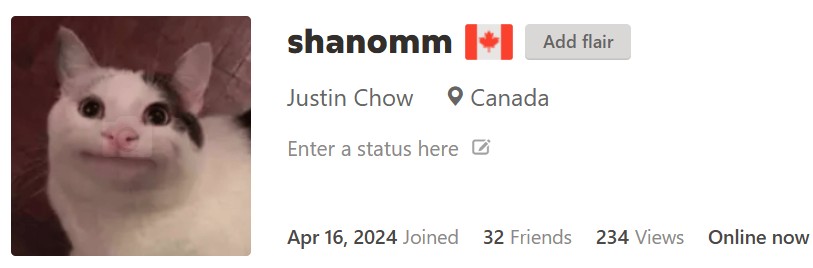 shanomm Add flair
Justin Chow Canada
Enter a status here
Apr 16, 2024 Joined 32 Friends 234 Views Online now